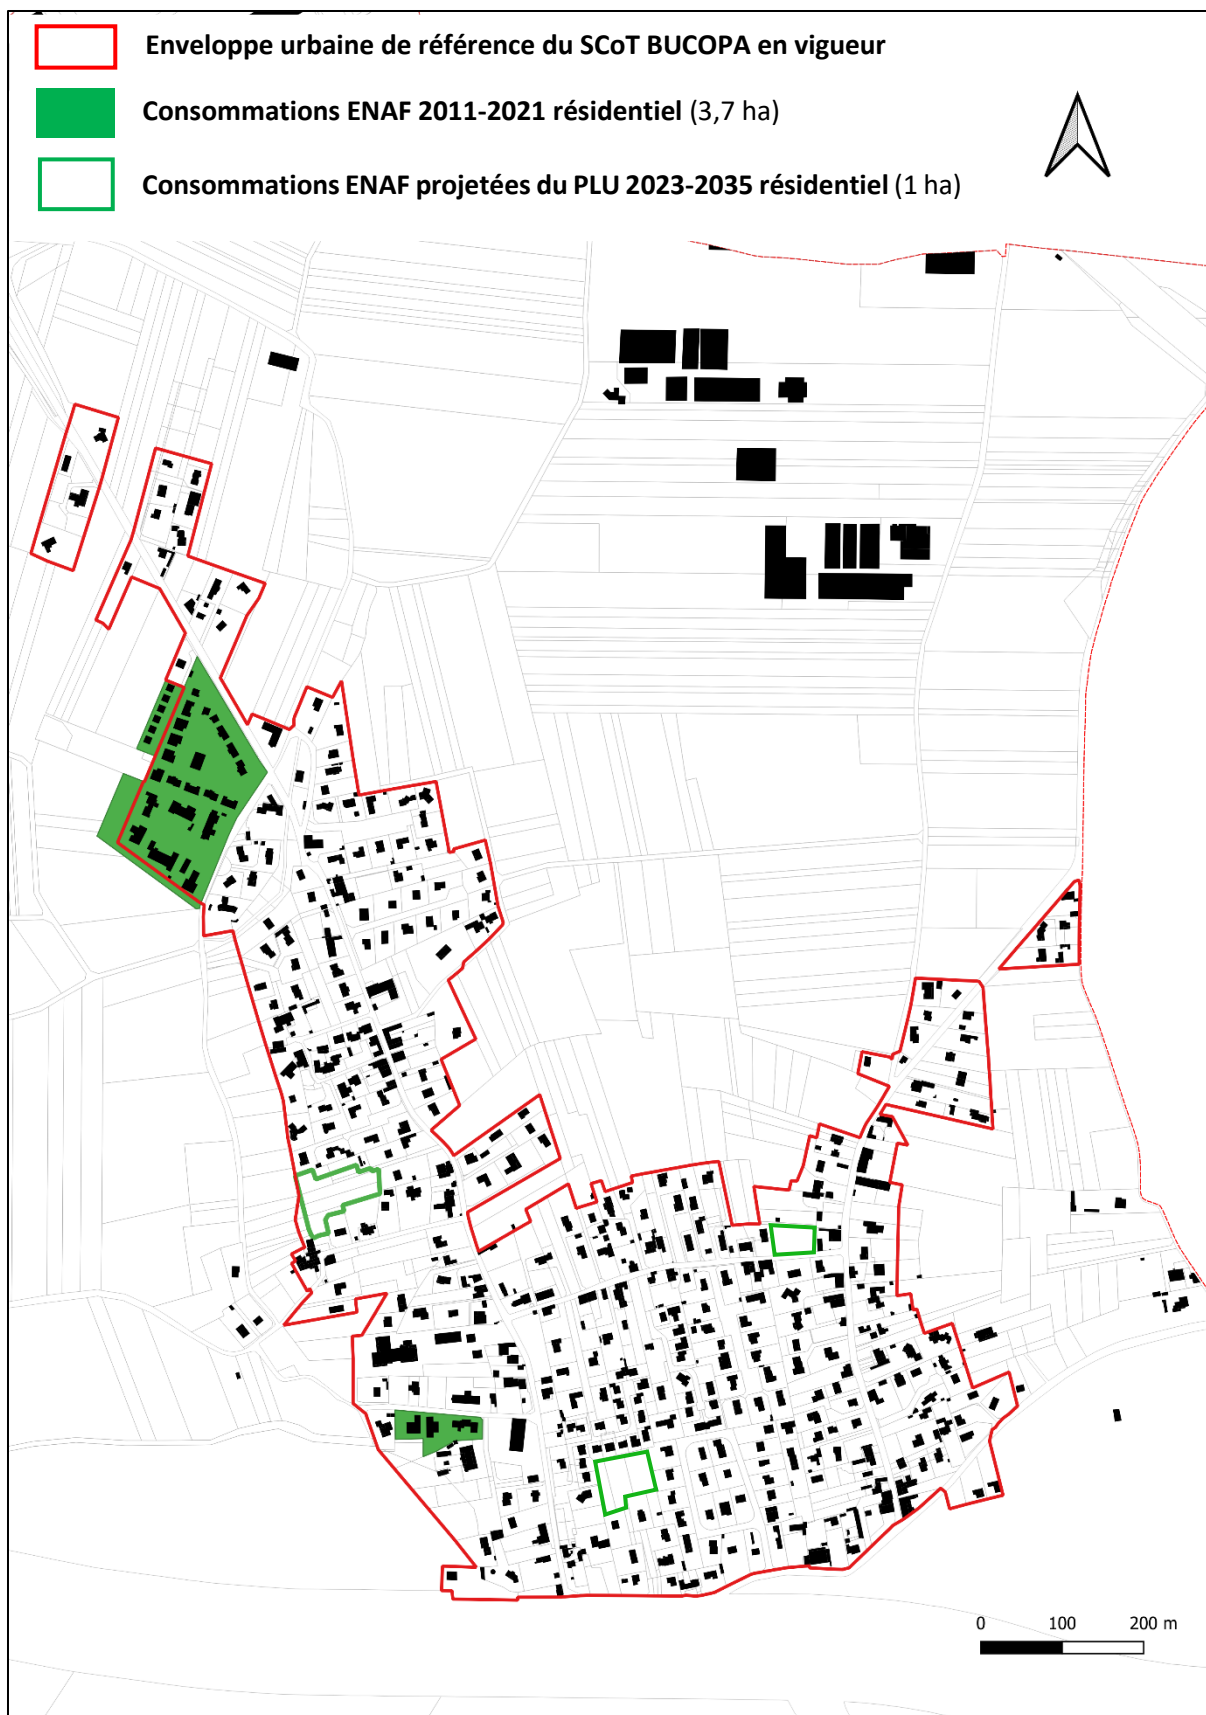 Enveloppe urbaine de référence du SCoT BUCOPA en vigueur
Consommations ENAF 2011-2021 résidentiel (3,7 ha)
Consommations ENAF projetées du PLU 2023-2035 résidentiel (1 ha)
0 100 200 m